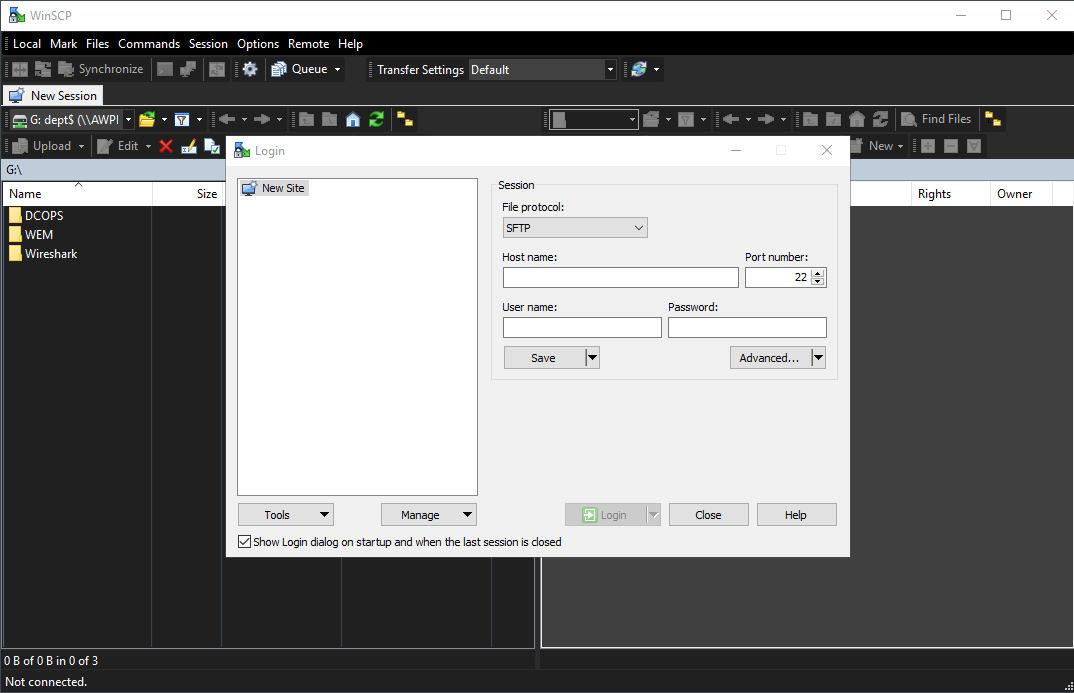 WinSCP
Local Mark Files Commands Session Options Remote Help
Synchronize Queue Transfer Settings Default
New Session
G: dept$ (\\AWPI Find Files
Upload Edit New
G:\
Name Size Rights Owner
DCOPS
WEM
Wireshark
Login
New Site
Session
File protocol:
SFTP
Host name: Port number:
22
User name: Password:
Save Advanced...
Tools Manage Login Close Help
Show Login dialog on startup and when the last session is closed
0 B of 0 B in 0 of 3
Not connected.